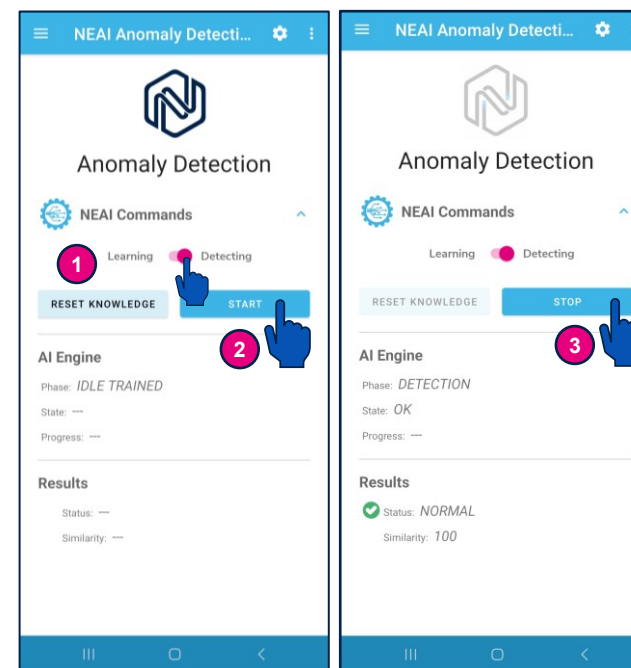 NEAI Anomaly Detecti...
Anomaly Detection
NEAI Commands
1
Learning Detecting
RESET KNOWLEDGE START
2
AI Engine
Phase: IDLE TRAINED
State: ---
Progress: ---
Results
Status: ---
Similarity: ---
NEAI Anomaly Detecti...
Anomaly Detection
NEAI Commands
Learning Detecting
RESET KNOWLEDGE STOP
3
AI Engine
Phase: DETECTION
State: OK
Progress: ---
Results
Status: NORMAL
Similarity: 100